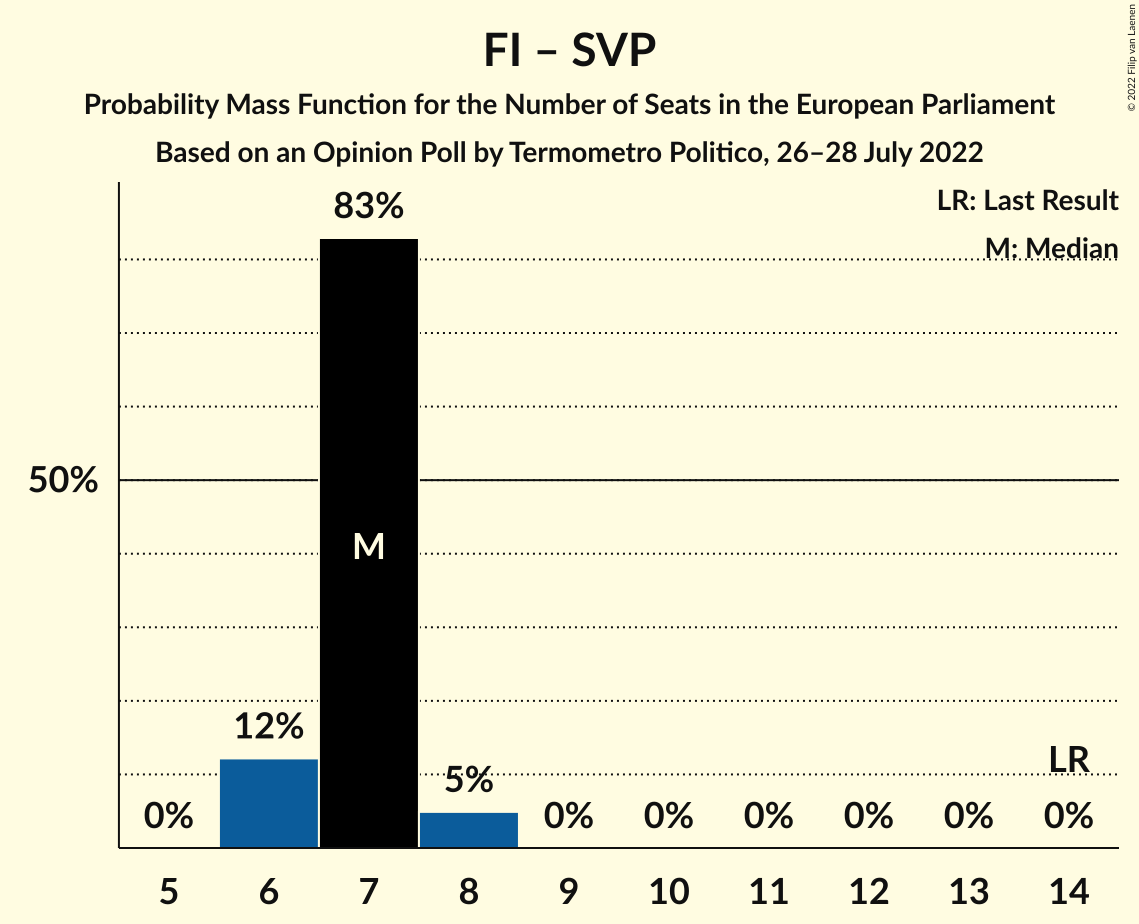 FI – SVP
Probability Mass Function for the Number of Seats in the European Parliament
Based on an Opinion Poll by Termometro Politico, 26–28 July 2022
© 2022 Filip van Laenen
LR: Last Result
M: Median
83%
50%
M
12%
5%
LR
0%
0%
0%
0%
0%
0%
0%
5
6
7
8
9
10
11
12
13
14